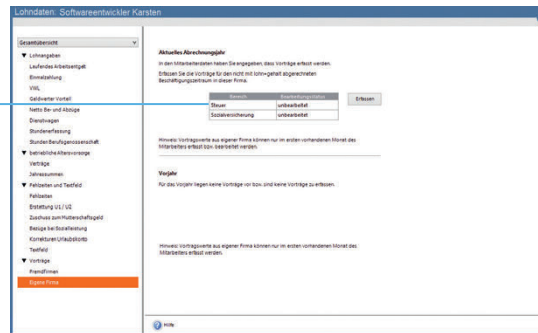 Lohndaten: Softwareentwickler Karsten
Gesamtübersicht
Lohnangaben
Laufendes Arbeitsentgelt
Einmalzahlung
VWL
Geldwerter Vorteil
Netto Be- und Abzüge
Dienstwagen
Stundenerfassung
Stunden Berufsgenossenschaft
betriebliche Altersvorsorge
Verträge
Jahressummen
Fehlzeiten und Textfeld
Fehlzeiten
Erstattung U1 / U2
Zuschuss zum Mutterschaftsgeld
Bezüge bei Sozialleistung
Korrekturen Urlaubskonto
Textfeld
Vorträge
Fremdfirmen
Eigene Firma
Aktuelles Abrechnungsjahr
In den Mitarbeiterdaten haben Sie angegeben, dass Vorträge erfasst werden.
Erfassen Sie die Vorträge für den nicht mit lohn+gehalt abgerechneten
Beschäftigungszeitraum in dieser Firma.
Bereich Bearbeitungsstatus
Steuer unbearbeitet
Sozialversicherung unbearbeitet
Erfassen
Hinweis: Vortragswerte aus eigener Firma können nur im ersten vorhandenen Monat des
Mitarbeiters erfasst bzw. bearbeitet werden.
Vorjahr
Für das Vorjahr liegen keine Vorträge vor bzw. sind keine Vorträge zu erfassen.
Hinweis: Vortragswerte aus eigener Firma können nur im ersten vorhandenen Monat des
Mitarbeiters erfasst werden.
Hilfe